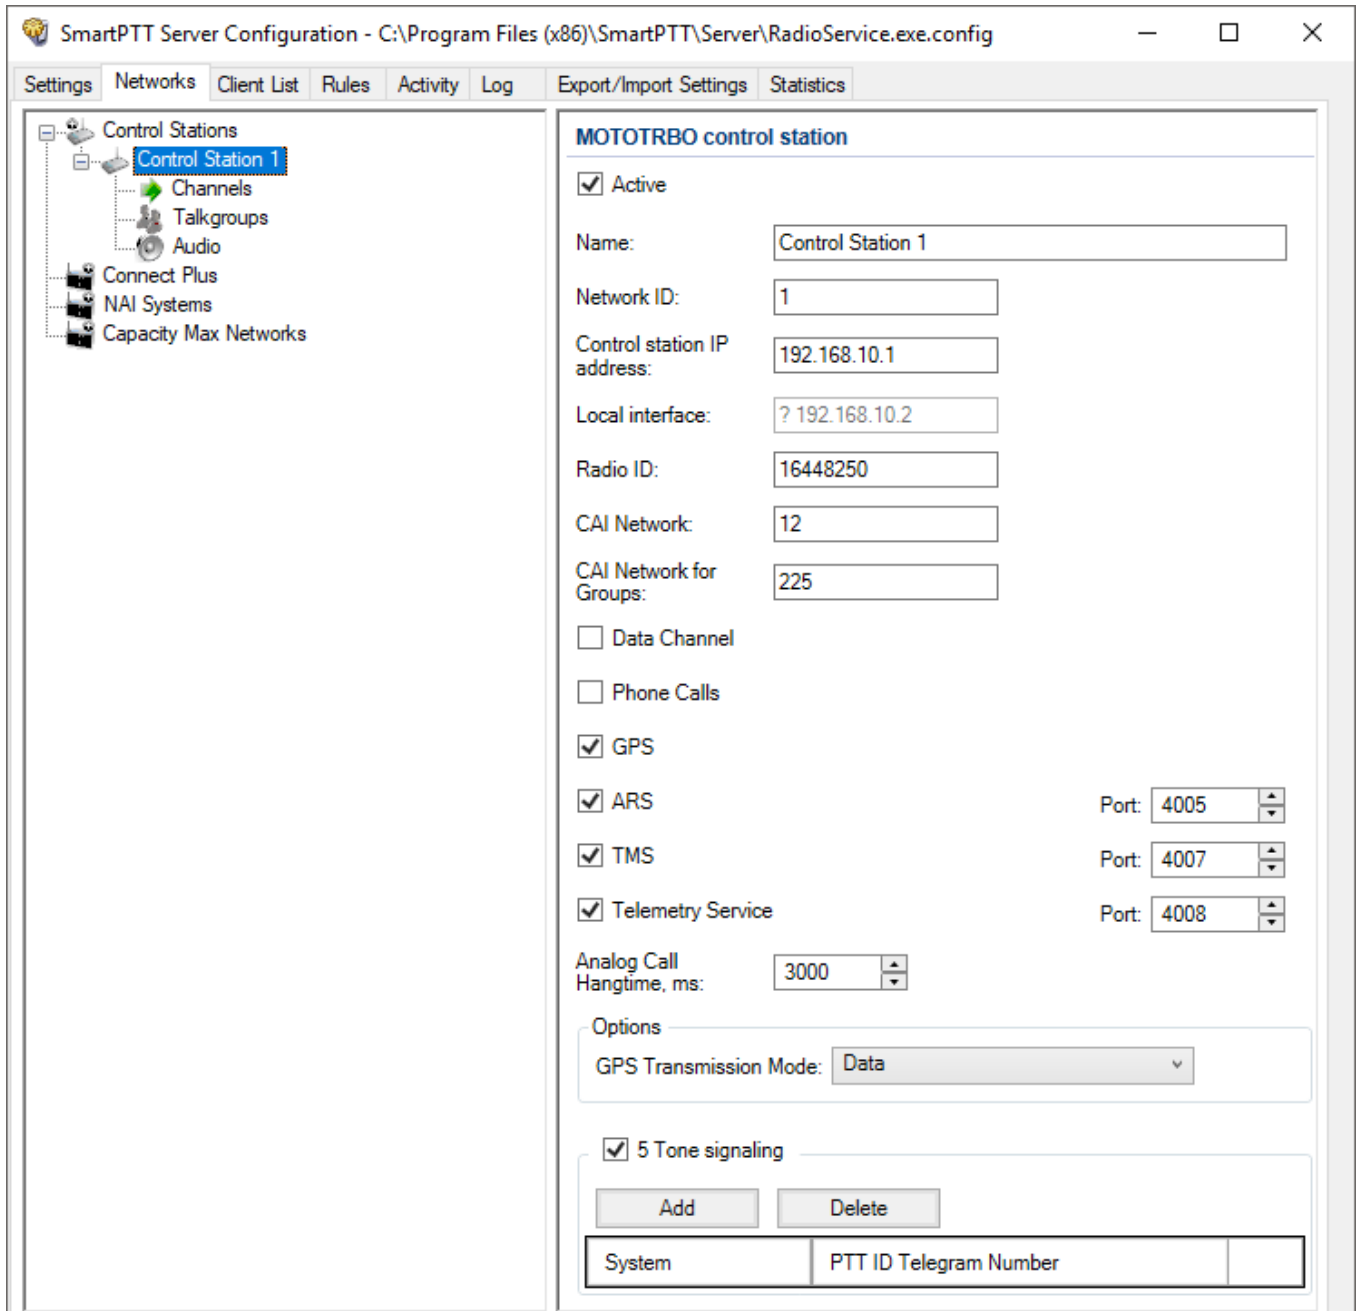 SmartPTT Server Configuration - C:\Program Files (x86)\SmartPTT\Server\RadioService.exe.config
Settings Networks Client List Rules Activity Log Export/Import Settings Statistics
Control Stations
Control Station 1
Channels
Talkgroups
Audio
Connect Plus
NAI Systems
Capacity Max Networks
MOTOTRBO control station
Active
Name: Control Station 1
Network ID: 1
Control station IP
address: 192.168.10.1
Local interface: ? 192.168.10.2
Radio ID: 16448250
CAI Network: 12
CAI Network for
Groups: 225
Data Channel
Phone Calls
GPS
ARS Port: 4005
TMS Port: 4007
Telemetry Service Port: 4008
Analog Call
Hangtime, ms: 3000
Options
GPS Transmission Mode: Data
5 Tone signaling
Add Delete
System PTT ID Telegram Number